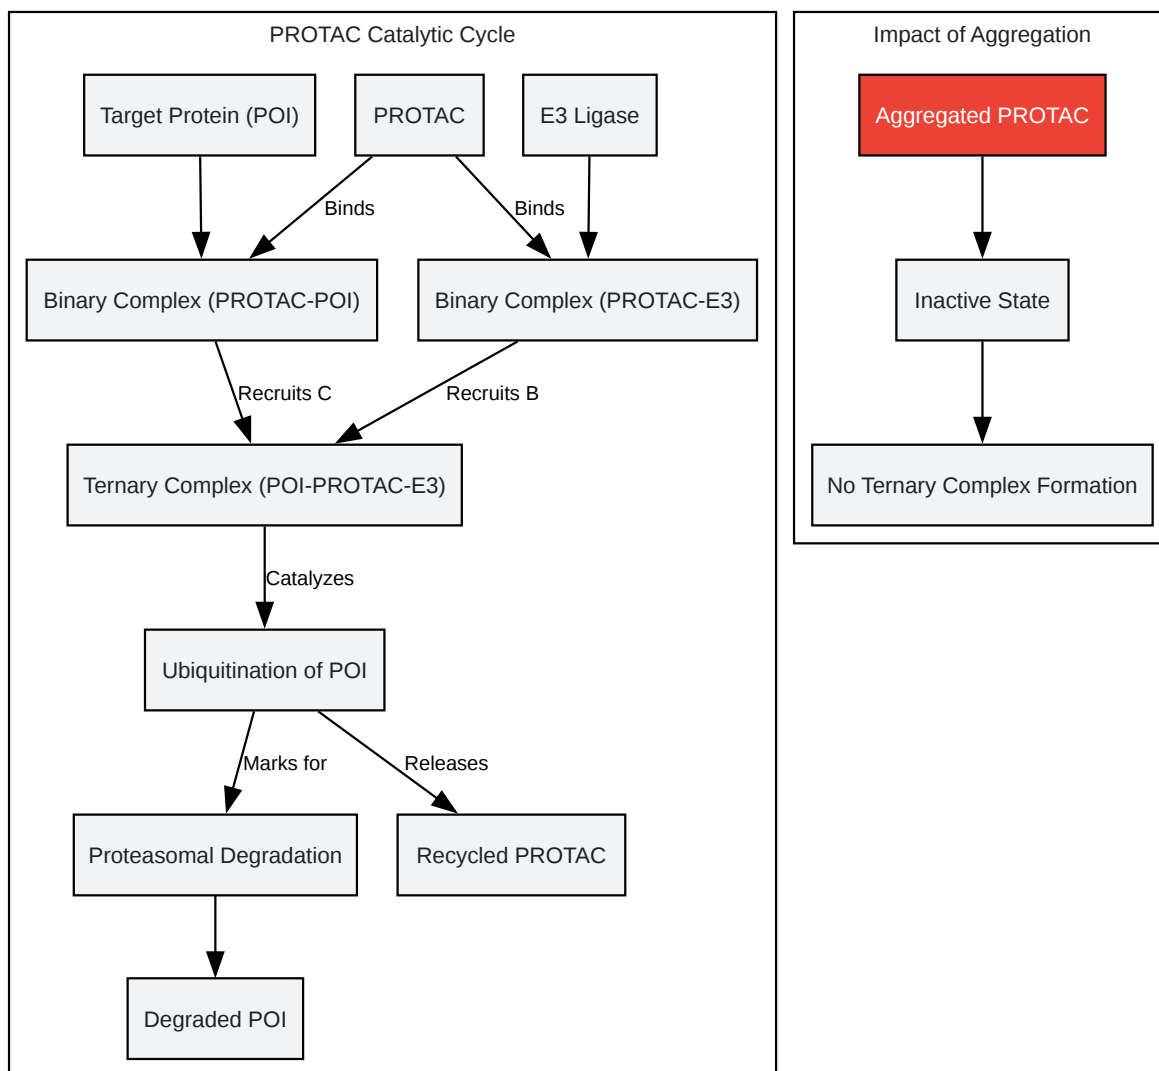 PROTAC Catalytic Cycle
Target Protein (POI)
PROTAC
E3 Ligase
Binds
Binds
Binary Complex (PROTAC-POI)
Binary Complex (PROTAC-E3)
Recruits C
Recruits B
Ternary Complex (POI-PROTAC-E3)
Catalyzes
Ubiquitination of POI
Marks for
Releases
Proteasomal Degradation
Recycled PROTAC
Degraded POI
Impact of Aggregation
Aggregated PROTAC
Inactive State
No Ternary Complex Formation